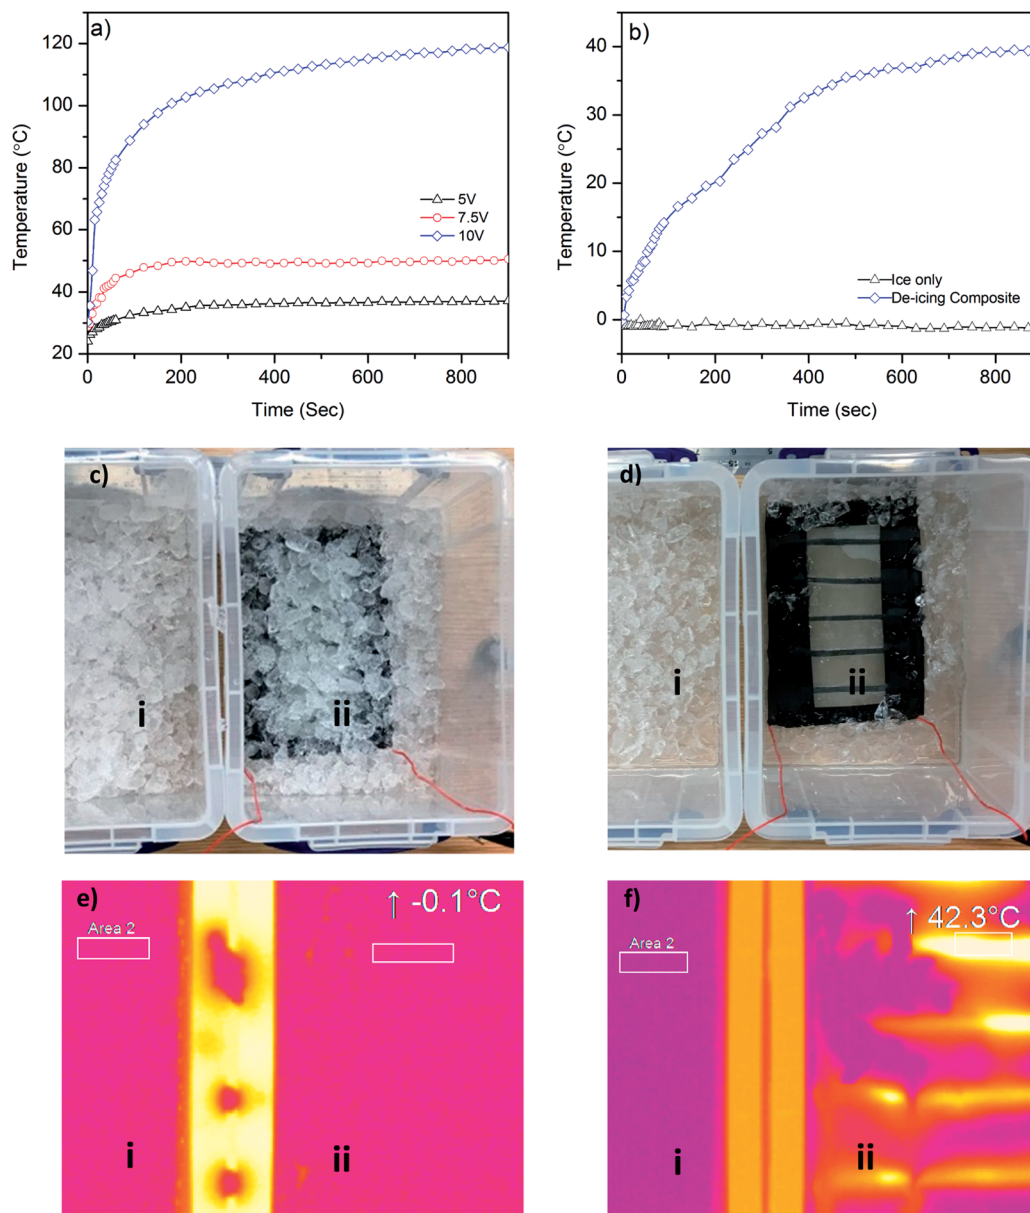 a)
120
100
80
60
40
20
Temperature (°C)
5V
7.5V
10V
0
200
400
600
800
Time (Sec)
b)
40
30
20
10
0
Temperature (°C)
Ice only
De-icing Composite
0
200
400
600
800
Time (sec)
c)
i
ii
d)
i
ii
e)
Area 2
↑ -0.1°C
i
ii
f)
Area 2
↑ 42.3°C
i
ii